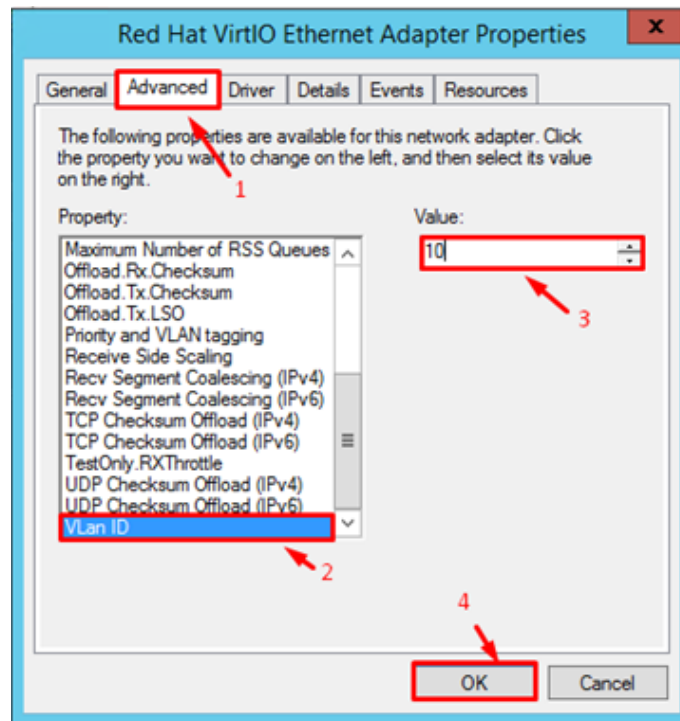 Red Hat VirtIO Ethernet Adapter Properties
x
General Advanced Driver Details Events Resources
The following properties are available for this network adapter. Click
the property you want to change on the left, and then select its value
on the right.
1
Property:
Value:
Maximum Number of RSS Queues
Offload.Rx.Checksum
Offload.Tx.Checksum
Offload.Tx.LSO
Priority and VLAN tagging
Receive Side Scaling
Recv Segment Coalescing (IPv4)
Recv Segment Coalescing (IPv6)
TCP Checksum Offload (IPv4)
TCP Checksum Offload (IPv6)
TestOnly.RXThrottle
UDP Checksum Offload (IPv4)
UDP Checksum Offload (IPv6)
VLan ID
10
3
2
4
OK Cancel